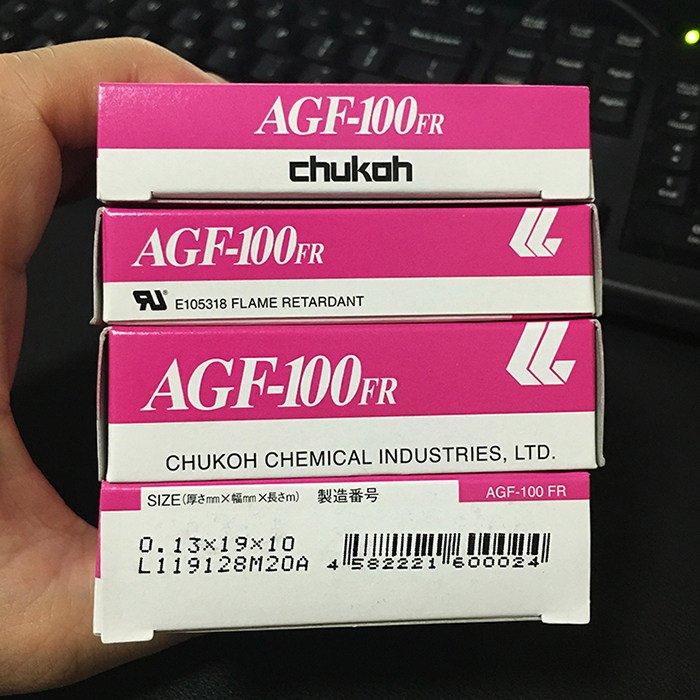 AGF-100FR
chukoh
AGF-100FR
E105318 FLAME RETARDANT
AGF-100FR
CHUKOH CHEMICAL INDUSTRIES, LTD.
SIZE(厚さmm×幅mm×長さm) 製造番号 AGF-100 FR
0.13×19×10
L119128M20A 4 582221 600024